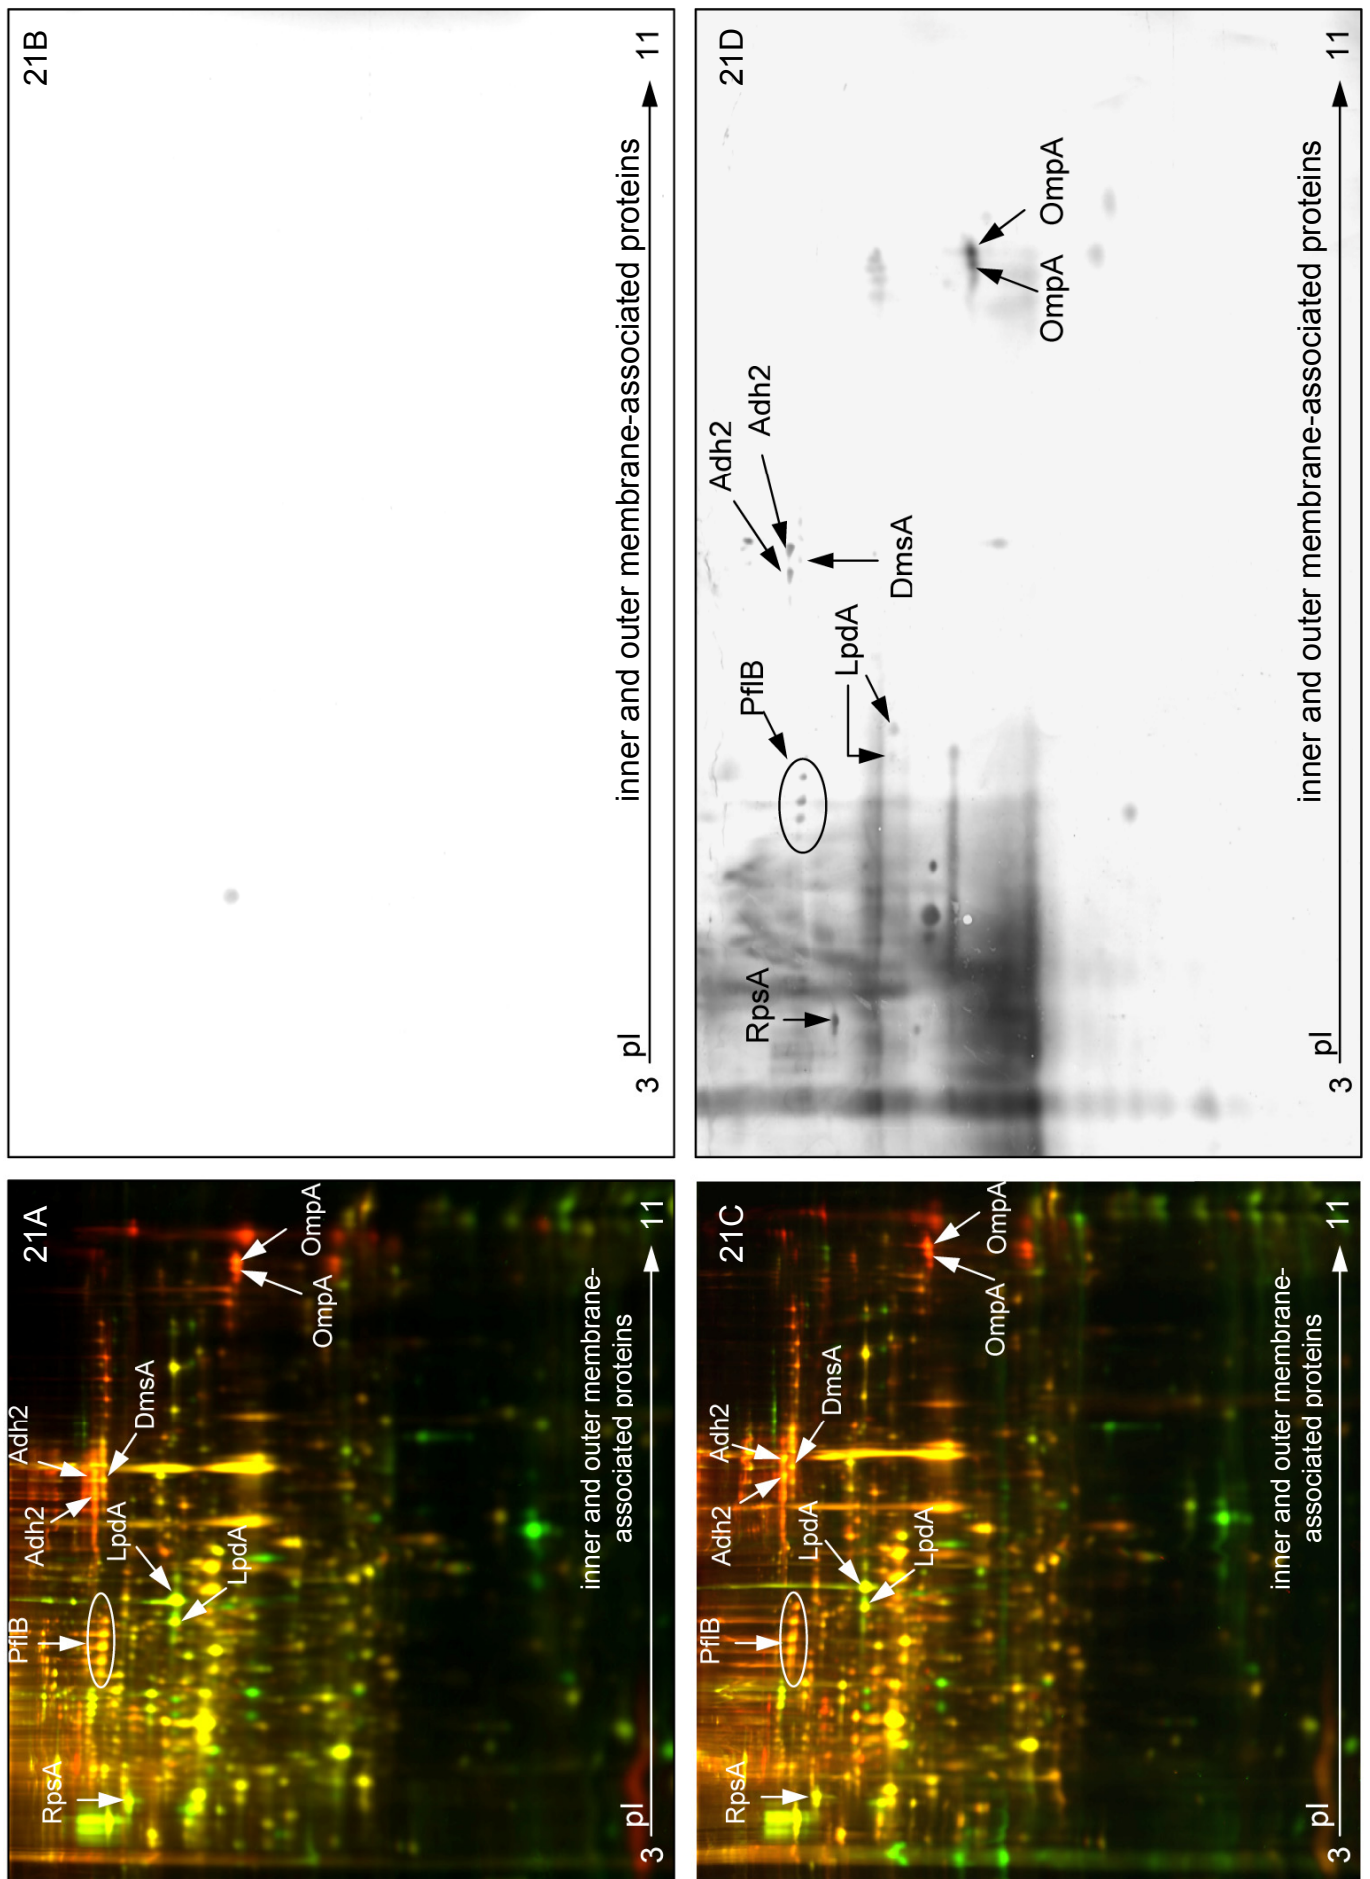 21A
Adh2
Adh2
DmsA
LpdA
LpdA
PflB
RpsA
OmpA
OmpA
inner and outer membrane-
associated proteins
3
pI
11
21B
inner and outer membrane-associated proteins
3
pI
11
21C
Adh2
Adh2
DmsA
LpdA
LpdA
PflB
RpsA
OmpA
OmpA
inner and outer membrane-
associated proteins
3
pI
11
21D
Adh2
Adh2
DmsA
LpdA
PflB
RpsA
OmpA
OmpA
inner and outer membrane-associated proteins
3
pI
11